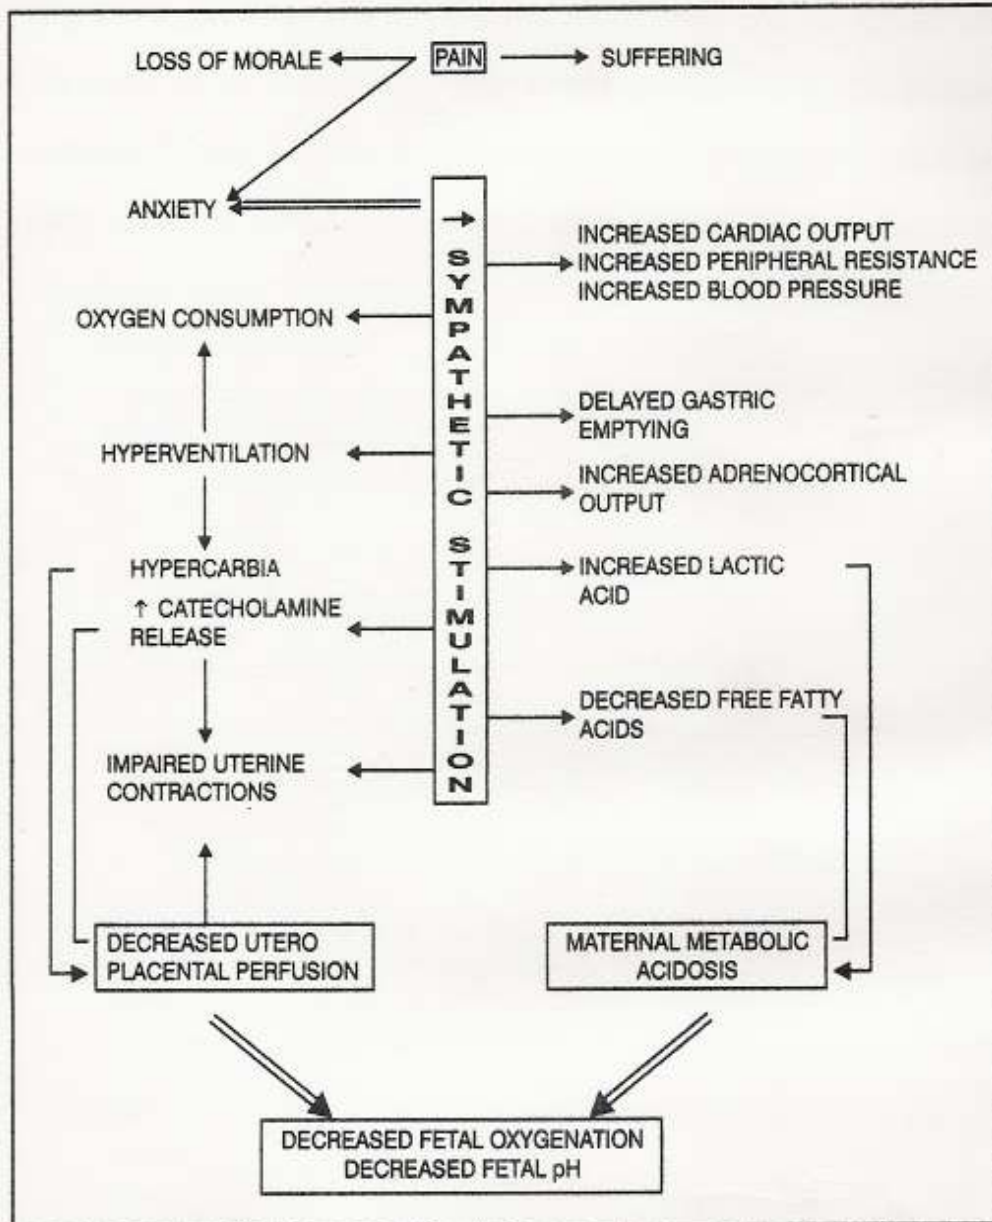 LOSS OF MORALE
PAIN
SUFFERING
ANXIETY
→ SYMPATHETIC STIMULATION
INCREASED CARDIAC OUTPUT
INCREASED PERIPHERAL RESISTANCE
INCREASED BLOOD PRESSURE
OXYGEN CONSUMPTION
DELAYED GASTRIC
EMPTYING
HYPERVENTILATION
INCREASED ADRENOCORTICAL
OUTPUT
HYPERCARBIA
↑ CATECHOLAMINE
RELEASE
INCREASED LACTIC
ACID
DECREASED FREE FATTY
ACIDS
IMPAIRED UTERINE
CONTRACTIONS
DECREASED UTERO
PLACENTAL PERFUSION
MATERNAL METABOLIC
ACIDOSIS
DECREASED FETAL OXYGENATION
DECREASED FETAL pH